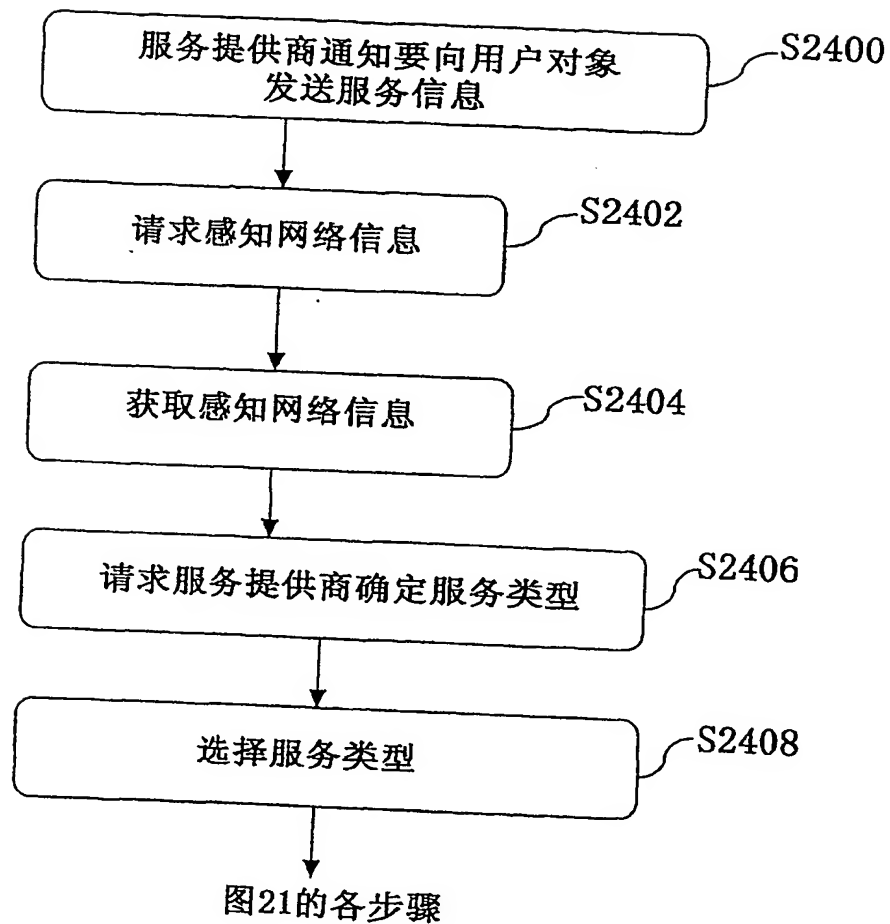 服务提供商通知要向用户对象
发送服务信息
S2400
请求感知网络信息
S2402
获取感知网络信息
S2404
请求服务提供商确定服务类型
S2406
选择服务类型
S2408
图21的各步骤